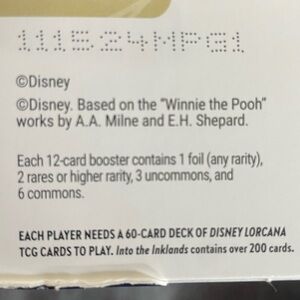 111524MPG1
©Disney
©Disney. Based on the "Winnie the Pooh"
works by A.A. Milne and E.H. Shepard.
Each 12-card booster contains 1 foil (any rarity),
2 rares or higher rarity, 3 uncommons, and
6 commons.
EACH PLAYER NEEDS A 60-CARD DECK OF DISNEY LORCANA
TCG CARDS TO PLAY. Into the Inklands contains over 200 cards.